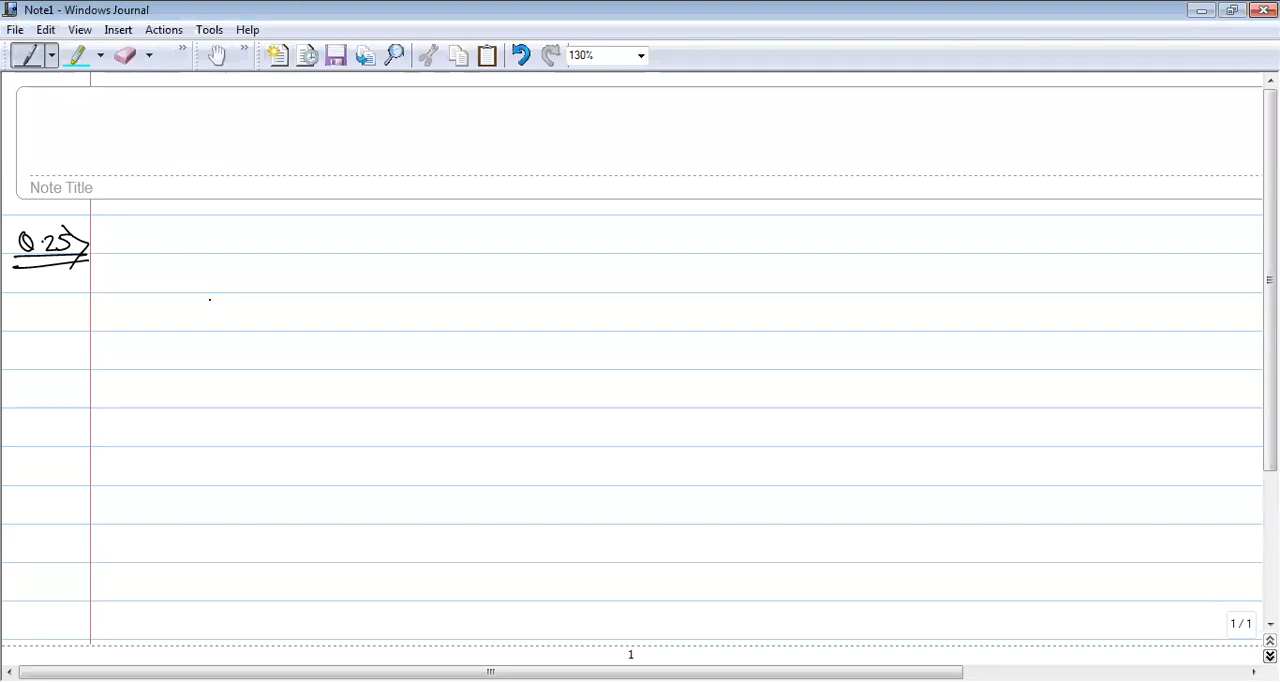 Note1 - Windows Journal
File Edit View Insert Actions Tools Help
130%
Note Title
Q.25
1 / 1
1